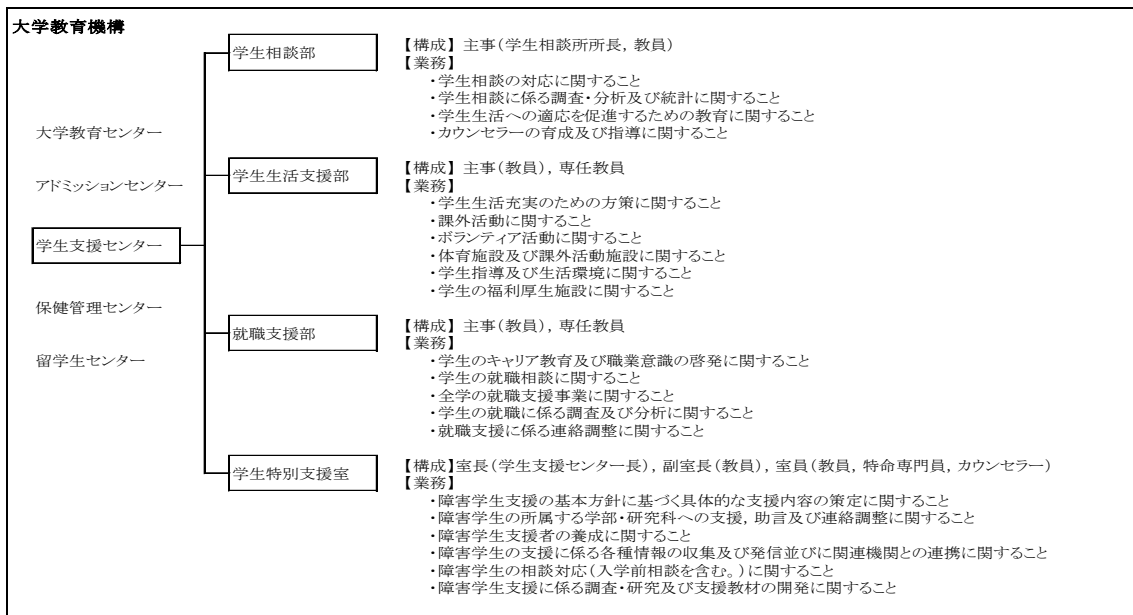 大学教育機構
大学教育センター
アドミッションセンター
学生支援センター
保健管理センター
留学生センター
学生相談部
【構成】 主事(学生相談所所長, 教員)
【業務】
・学生相談の対応に関すること
・学生相談に係る調査・分析及び統計に関すること
・学生生活への適応を促進するための教育に関すること
・カウンセラーの育成及び指導に関すること
学生生活支援部
【構成】 主事(教員), 専任教員
【業務】
・学生生活充実のための方策に関すること
・課外活動に関すること
・ボランティア活動に関すること
・体育施設及び課外活動施設に関すること
・学生指導及び生活環境に関すること
・学生の福利厚生施設に関すること
就職支援部
【構成】 主事(教員), 専任教員
【業務】
・学生のキャリア教育及び職業意識の啓発に関すること
・学生の就職相談に関すること
・全学の就職支援事業に関すること
・学生の就職に係る調査及び分析に関すること
・就職支援に係る連絡調整に関すること
学生特別支援室
【構成】室長(学生支援センター長), 副室長(教員), 室員(教員, 特命専門員, カウンセラー)
【業務】
・障害学生支援の基本方針に基づく具体的な支援内容の策定に関すること
・障害学生の所属する学部・研究科への支援, 助言及び連絡調整に関すること
・障害学生支援者の養成に関すること
・障害学生の支援に係る各種情報の収集及び発信並びに関連機関との連携に関すること
・障害学生の相談対応(入学前相談を含む。)に関すること
・障害学生支援に係る調査・研究及び支援教材の開発に関すること